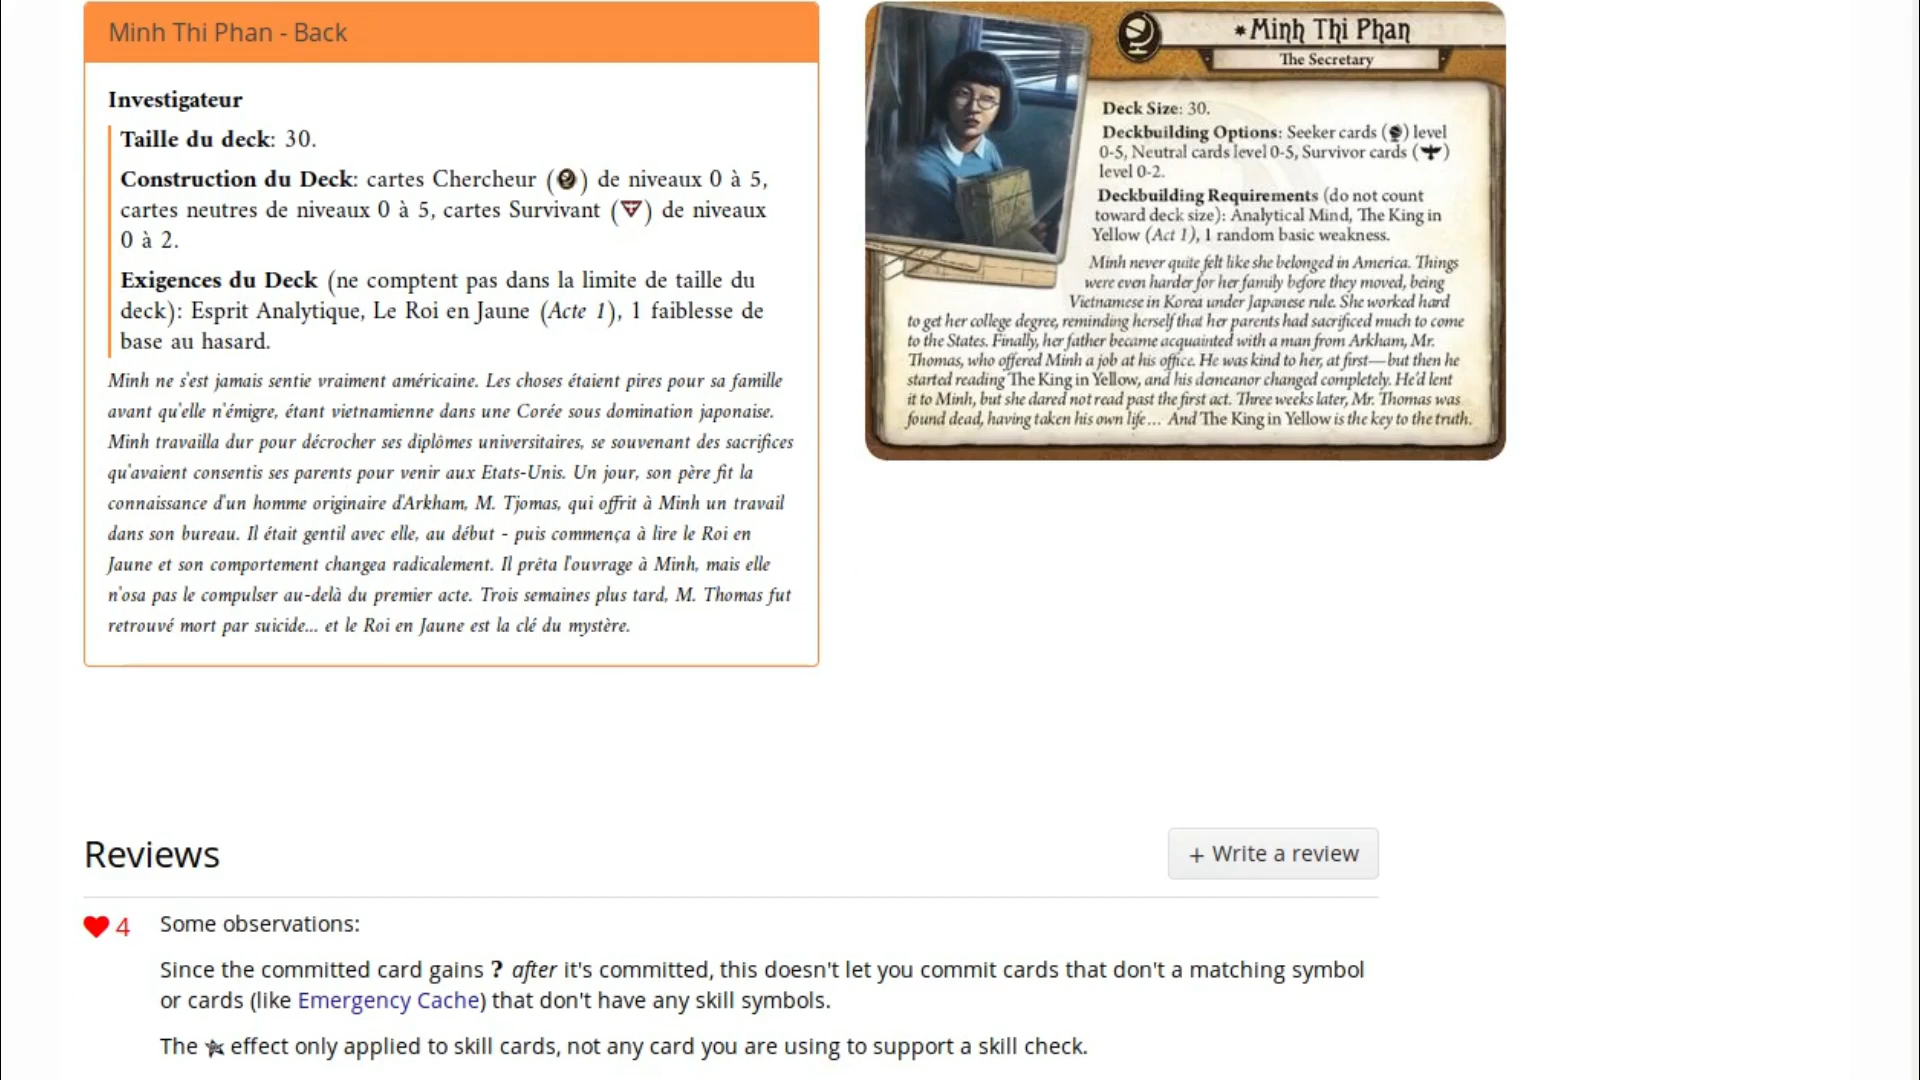 Minh Thi Phan - Back
Investigateur
Taille du deck: 30.
Construction du Deck: cartes Chercheur ( ) de niveaux 0 à 5,
cartes neutres de niveaux 0 à 5, cartes Survivant ( ) de niveaux
0 à 2.
Exigences du Deck (ne comptent pas dans la limite de taille du
deck): Esprit Analytique, Le Roi en Jaune (Acte 1), 1 faiblesse de
base au hasard.
Minh ne s'est jamais sentie vraiment américaine. Les choses étaient pires pour sa famille
avant qu'elle n'émigre, étant vietnamienne dans une Corée sous domination japonaise.
Minh travailla dur pour décrocher ses diplômes universitaires, se souvenant des sacrifices
qu'avaient consentis ses parents pour venir aux Etats-Unis. Un jour, son père fit la
connaissance d'un homme originaire d'Arkham, M. Tjomas, qui offrit à Minh un travail
dans son bureau. Il était gentil avec elle, au début - puis commença à lire le Roi en
Jaune et son comportement changea radicalement. Il prêta l'ouvrage à Minh, mais elle
n'osa pas le compulser au-delà du premier acte. Trois semaines plus tard, M. Thomas fut
retrouvé mort par suicide... et le Roi en Jaune est la clé du mystère.
Minh Thi Phan
The Secretary
Deck Size: 30.
Deckbuilding Options: Seeker cards ( ) level
0-5, Neutral cards level 0-5, Survivor cards ( )
level 0-2.
Deckbuilding Requirements (do not count
toward deck size): Analytical Mind, The King in
Yellow (Act 1), 1 random basic weakness.
Minh never quite felt like she belonged in America. Things
were even harder for her family before they moved, being
Vietnamese in Korea under Japanese rule. She worked hard
to get her college degree, reminding herself that her parents had sacrificed much to come
to the States. Finally, her father became acquainted with a man from Arkham, Mr.
Thomas, who offered Minh a job at his office. He was kind to her, at first—but then he
started reading The King in Yellow, and his demeanor changed completely. He'd lent
it to Minh, but she dared not read past the first act. Three weeks later, Mr. Thomas was
found dead, having taken his own life… And The King in Yellow is the key to the truth.
Reviews
+ Write a review
4
Some observations:
Since the committed card gains ? after it's committed, this doesn't let you commit cards that don't a matching symbol
or cards (like Emergency Cache) that don't have any skill symbols.
The effect only applied to skill cards, not any card you are using to support a skill check.